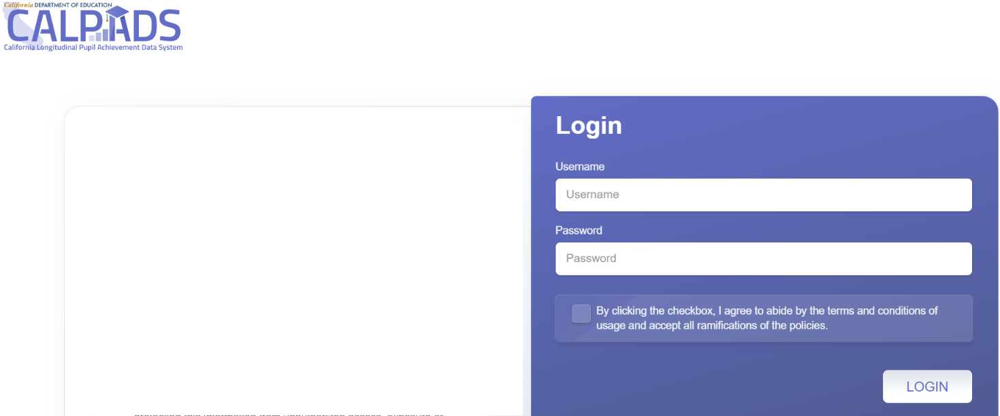 California DEPARTMENT OF EDUCATION
CALPADS
California Longitudinal Pupil Achievement Data System
Login
Username
Username
Password
Password
By clicking the checkbox, I agree to abide by the terms and conditions of
usage and accept all ramifications of the policies.
LOGIN